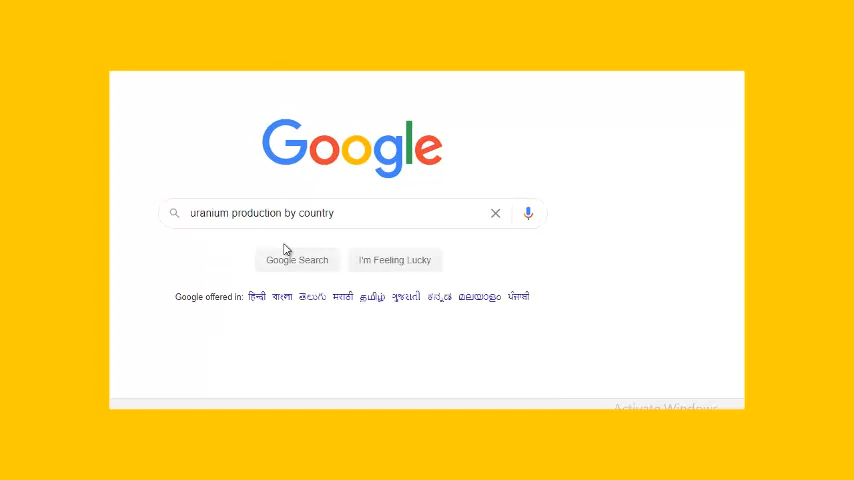 Google
uranium production by country
Google Search I'm Feeling Lucky
Google offered in: हिन्दी বাংলা తెలుగు मराठी தமிழ் ગુજરાતી ಕನ್ನಡ മലയാളം ਪੰਜਾਬੀ
Activate Windows